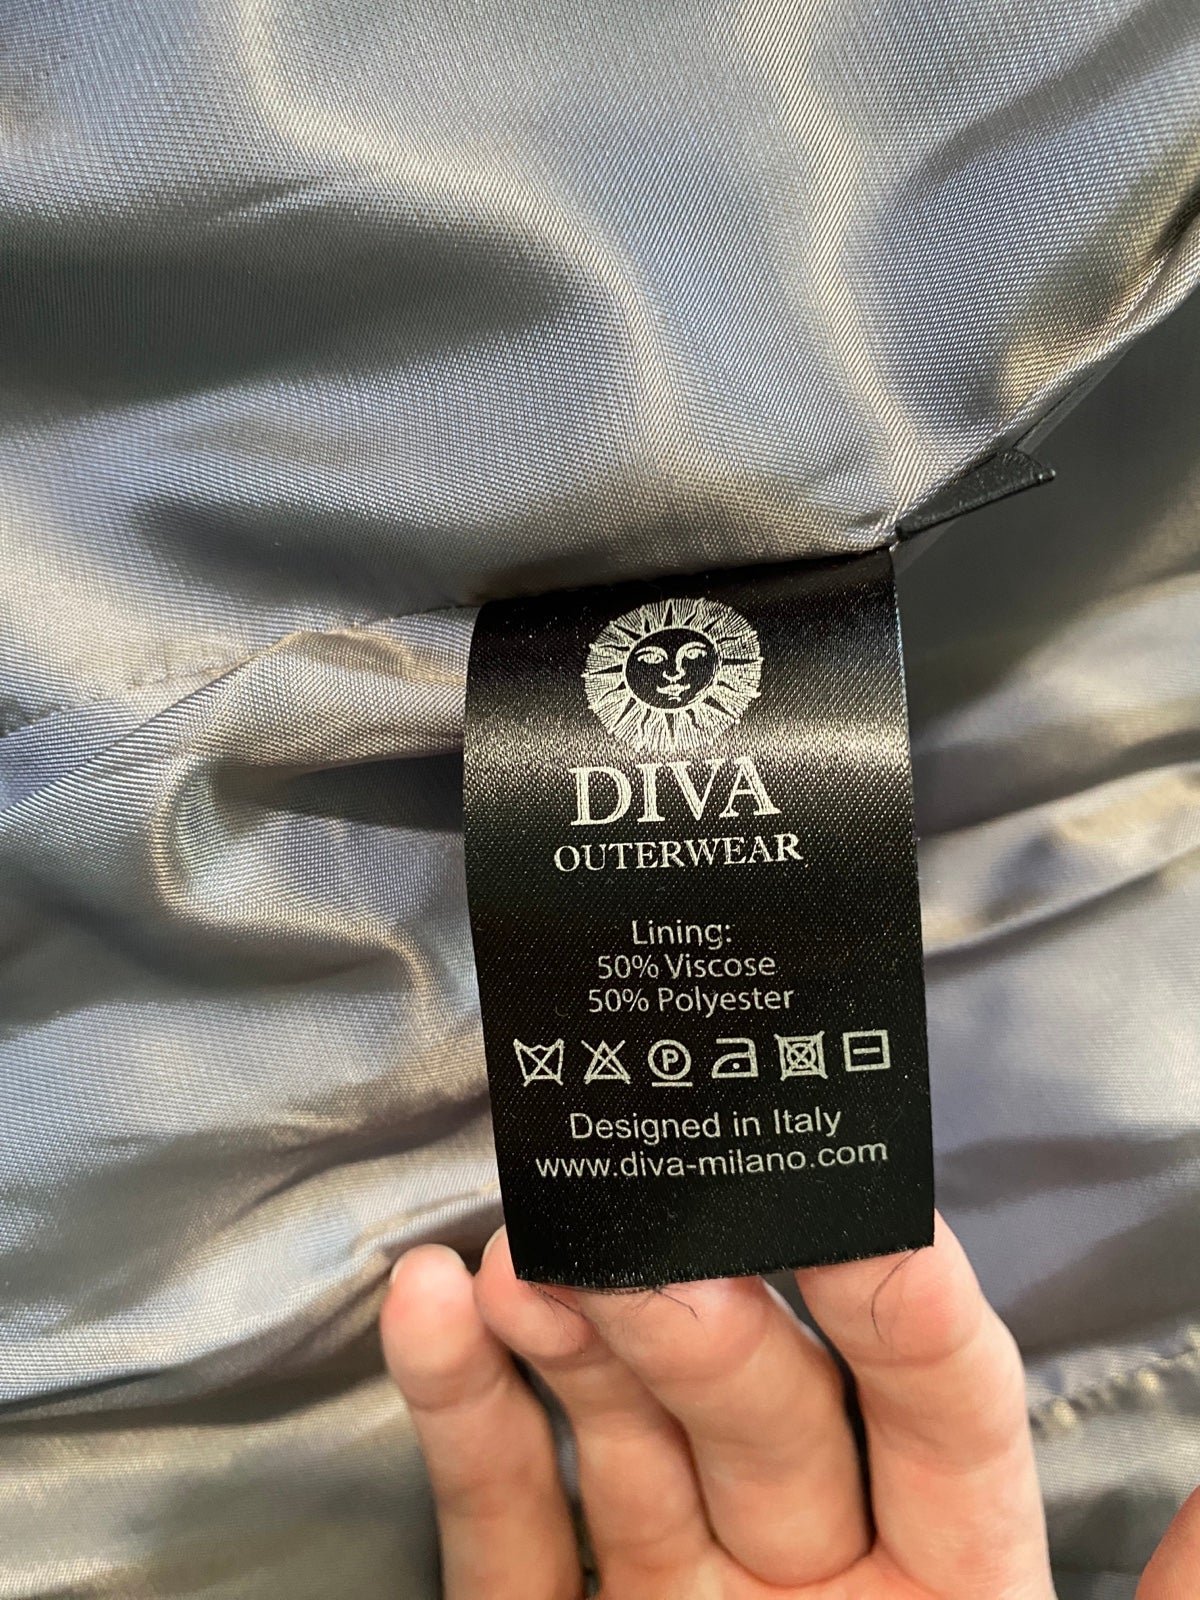 DIVA
OUTERWEAR
Lining:
50% Viscose
50% Polyester
P
Designed in Italy
www.diva-milano.com